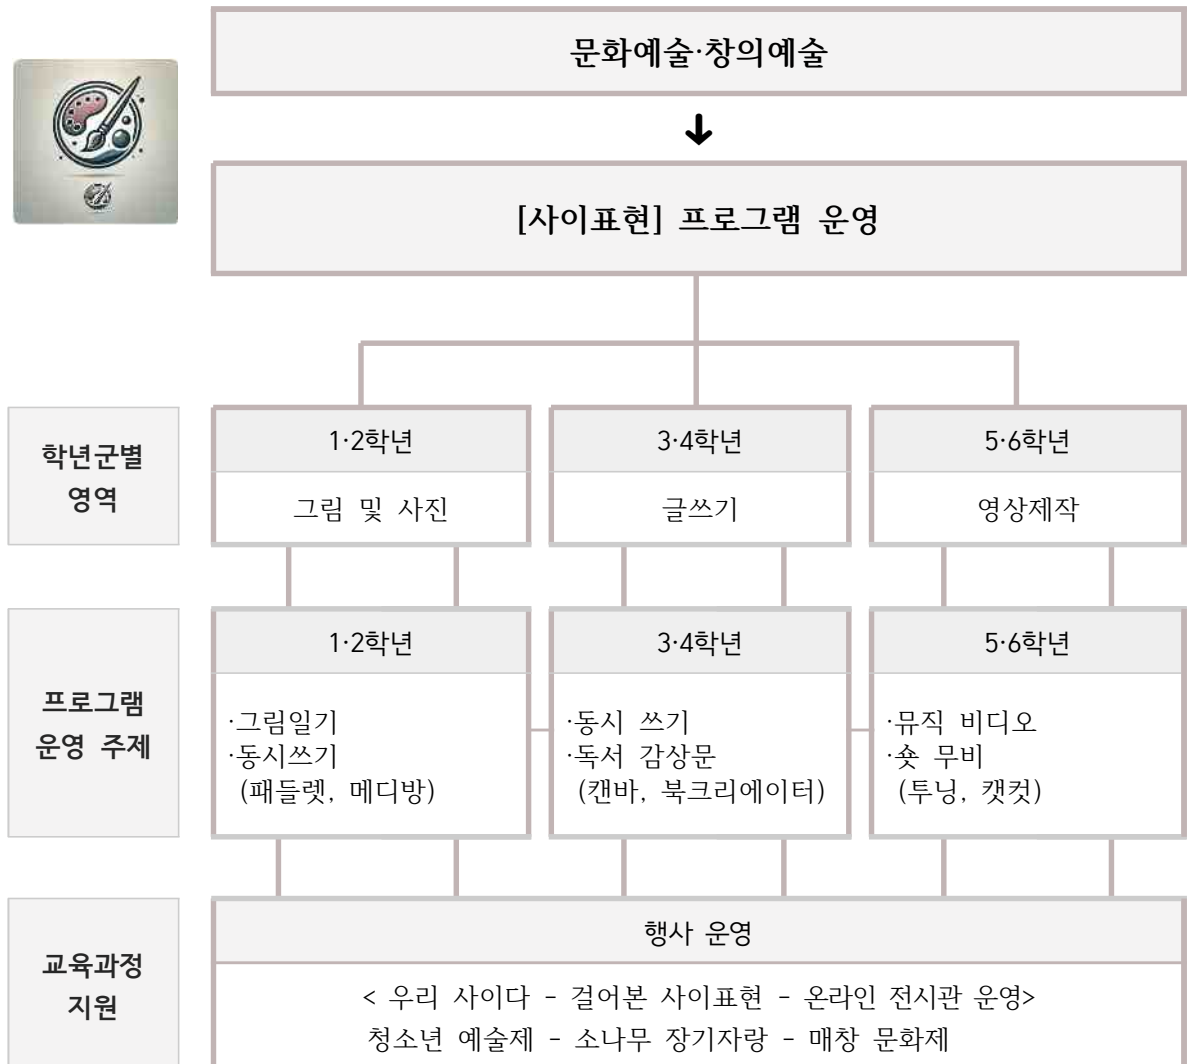 문화예술·창의예술
[사이표현] 프로그램 운영
학년군별
영역
1·2학년
3·4학년
5·6학년
그림 및 사진
글쓰기
영상제작
프로그램
운영 주제
1·2학년
3·4학년
5·6학년
·그림일기
·동시쓰기
(패들렛, 메디방)
·동시 쓰기
·독서 감상문
(캔바, 북크리에이터)
·뮤직 비디오
·숏 무비
(투닝, 캣컷)
교육과정
지원
행사 운영
< 우리 사이다 - 걸어본 사이표현 - 온라인 전시관 운영>
청소년 예술제 - 소나무 장기자랑 - 매창 문화제